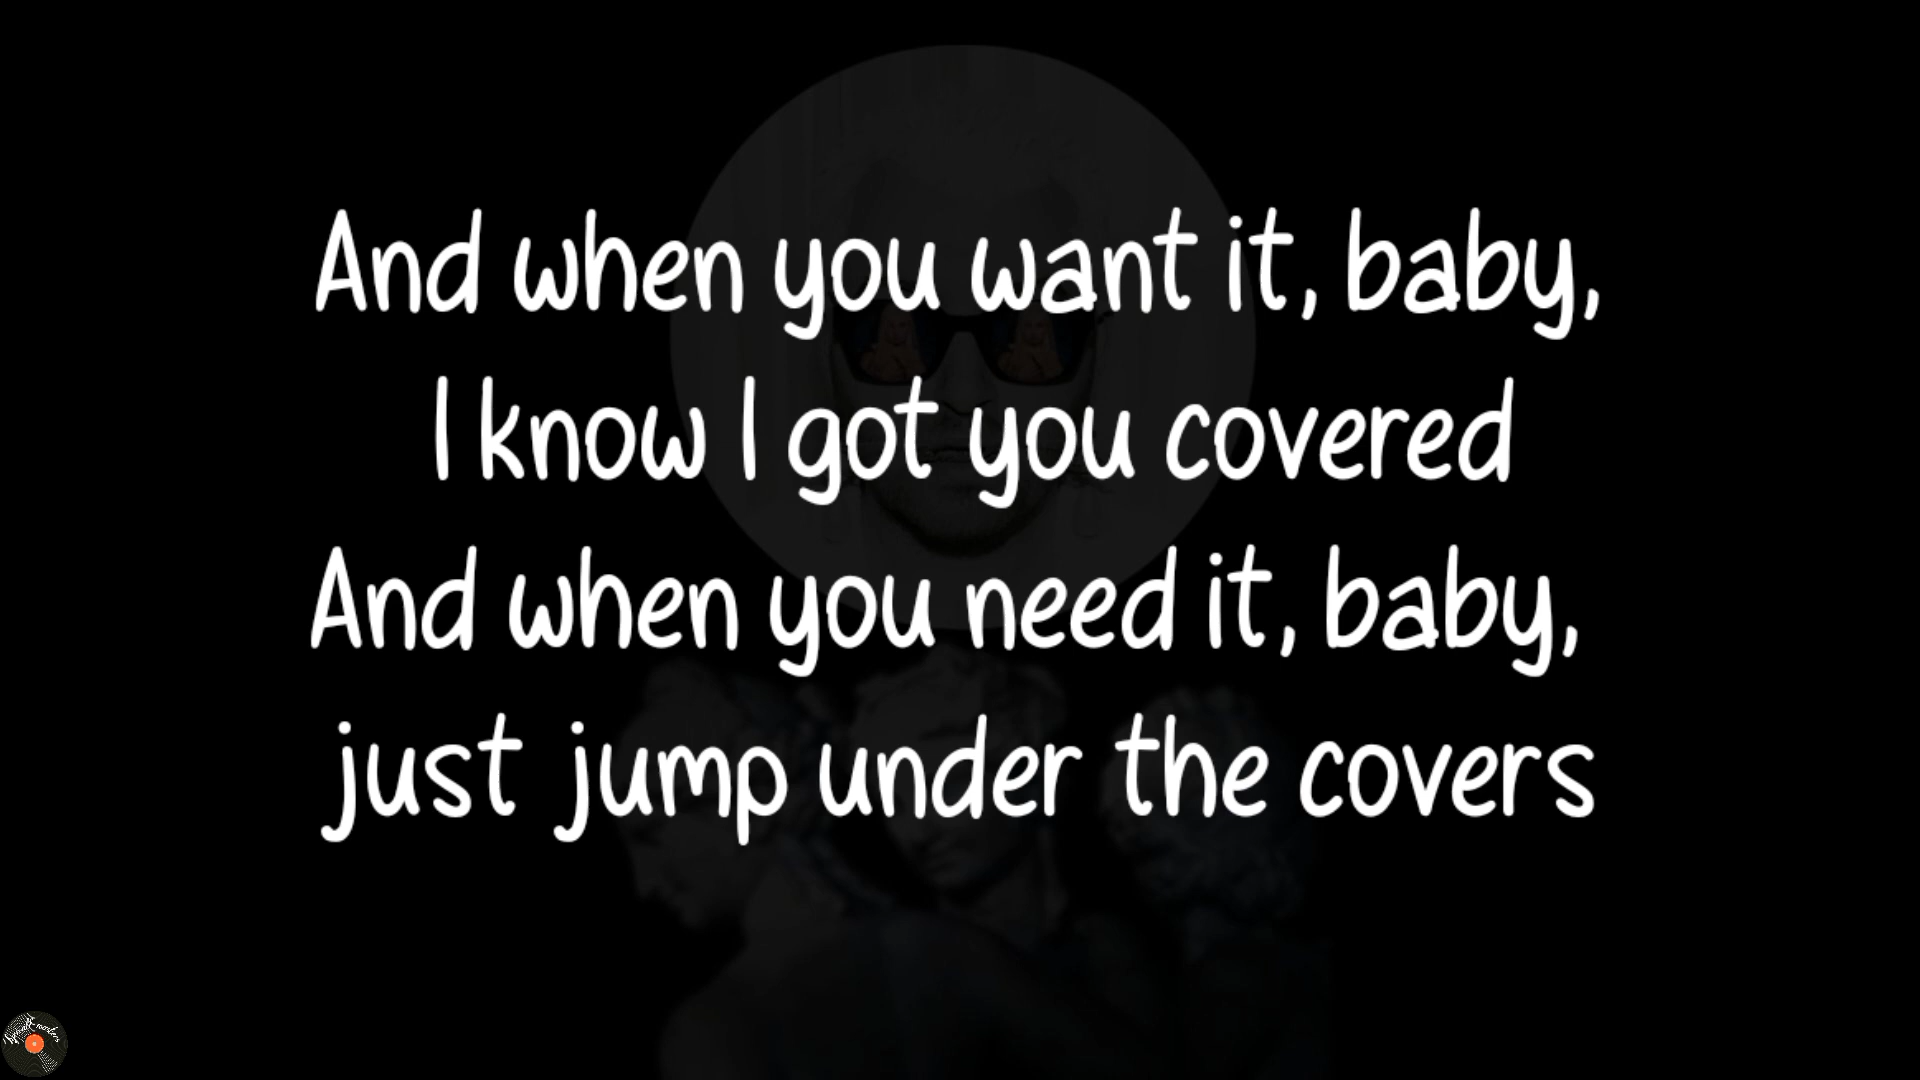 And when you want it, baby,
I know I got you covered
And when you need it, baby,
just jump under the covers